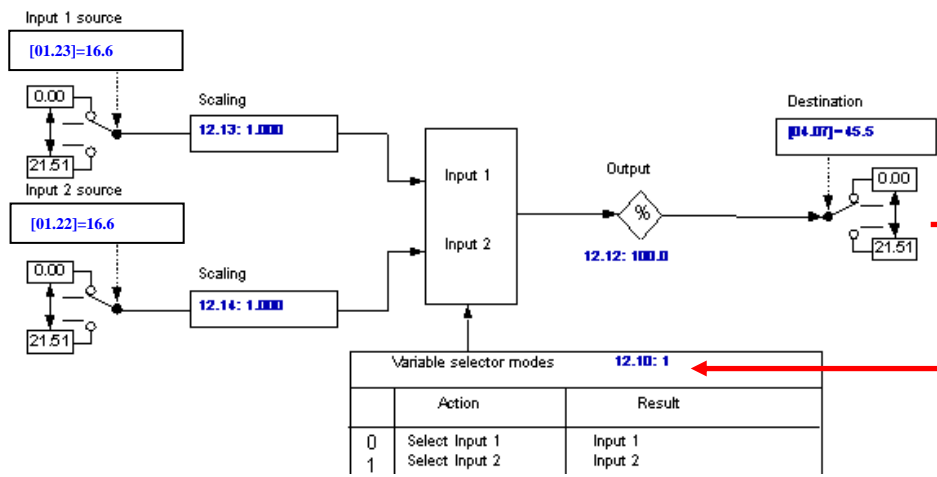 Input 1 source
[01.23]=16.6
0.00
21.51
Scaling
12.13: 1.000
Input 2 source
[01.22]=16.6
0.00
21.51
Scaling
12.14: 1.000
Input 1
Input 2
Output
%
12.12: 100.0
Destination
[04.07]=45.5
0.00
21.51
Variable selector modes 12.10: 1
Action Result
0 Select Input 1 Input 1
1 Select Input 2 Input 2